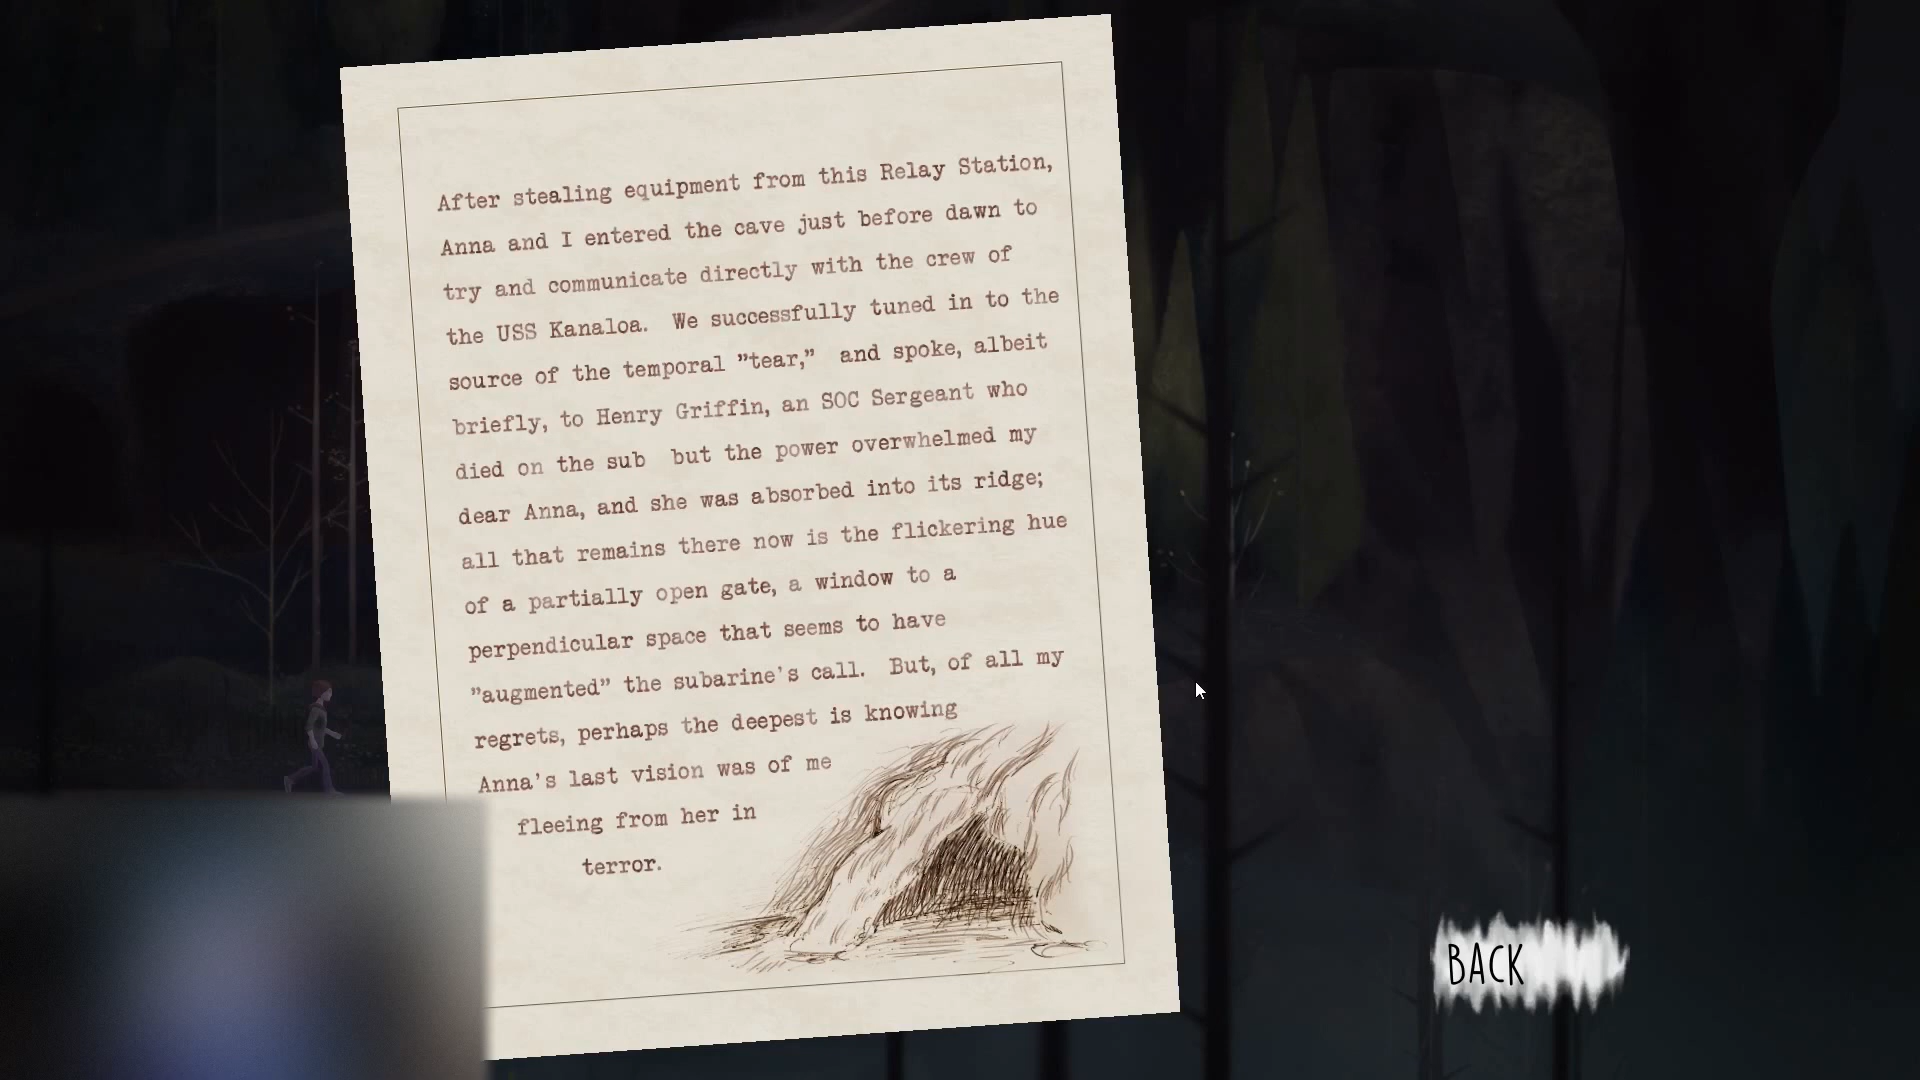 After stealing equipment from this Relay Station,
Anna and I entered the cave just before dawn to
try and communicate directly with the crew of
the USS Kanaloa.  We successfully tuned in to the
source of the temporal ”tear,”  and spoke, albeit
briefly, to Henry Griffin, an SOC Sergeant who
died on the sub  but the power overwhelmed my
dear Anna, and she was absorbed into its ridge;
all that remains there now is the flickering hue
of a partially open gate, a window to a
perpendicular space that seems to have
”augmented” the subarine's call.  But, of all my
regrets, perhaps the deepest is knowing
Anna's last vision was of me
fleeing from her in
terror.
BACK